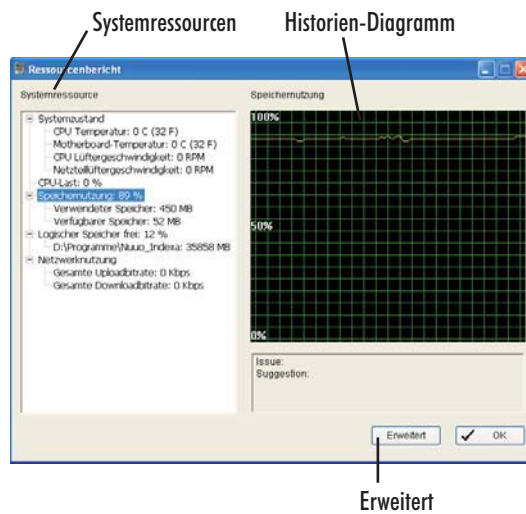 Systemressourcen
Historien-Diagramm
Ressourcenbericht
Systemressource
Speichernutzung
Systemzustand
CPU Temperatur: 0 C (32 F)
Motherboard-Temperatur: 0 C (32 F)
CPU Lüftergeschwindigkeit: 0 RPM
Netzteillüftergeschwindigkeit: 0 RPM
CPU-Last: 0 %
Speichernutzung: 89 %
Verwendeter Speicher: 450 MB
Verfügbarer Speicher: 52 MB
Logischer Speicher frei: 12 %
D:\Programme\Nuuo_Indexa: 35858 MB
Netzwerknutzung
Gesamte Uploadbitrate: 0 Kbps
Gesamte Downloadbitrate: 0 Kbps
100%
50%
0%
Issue:
Suggestion:
Erweitert
OK
Erweitert